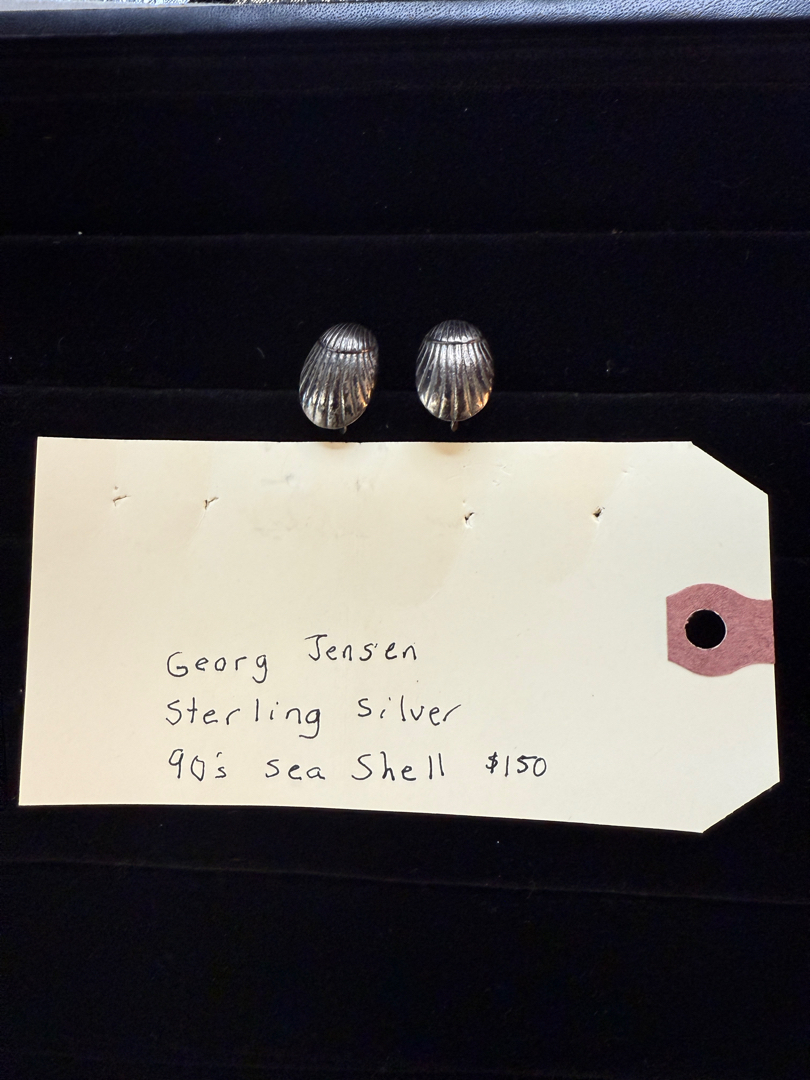 Georg Jensen
Sterling Silver
90's Sea Shell $150